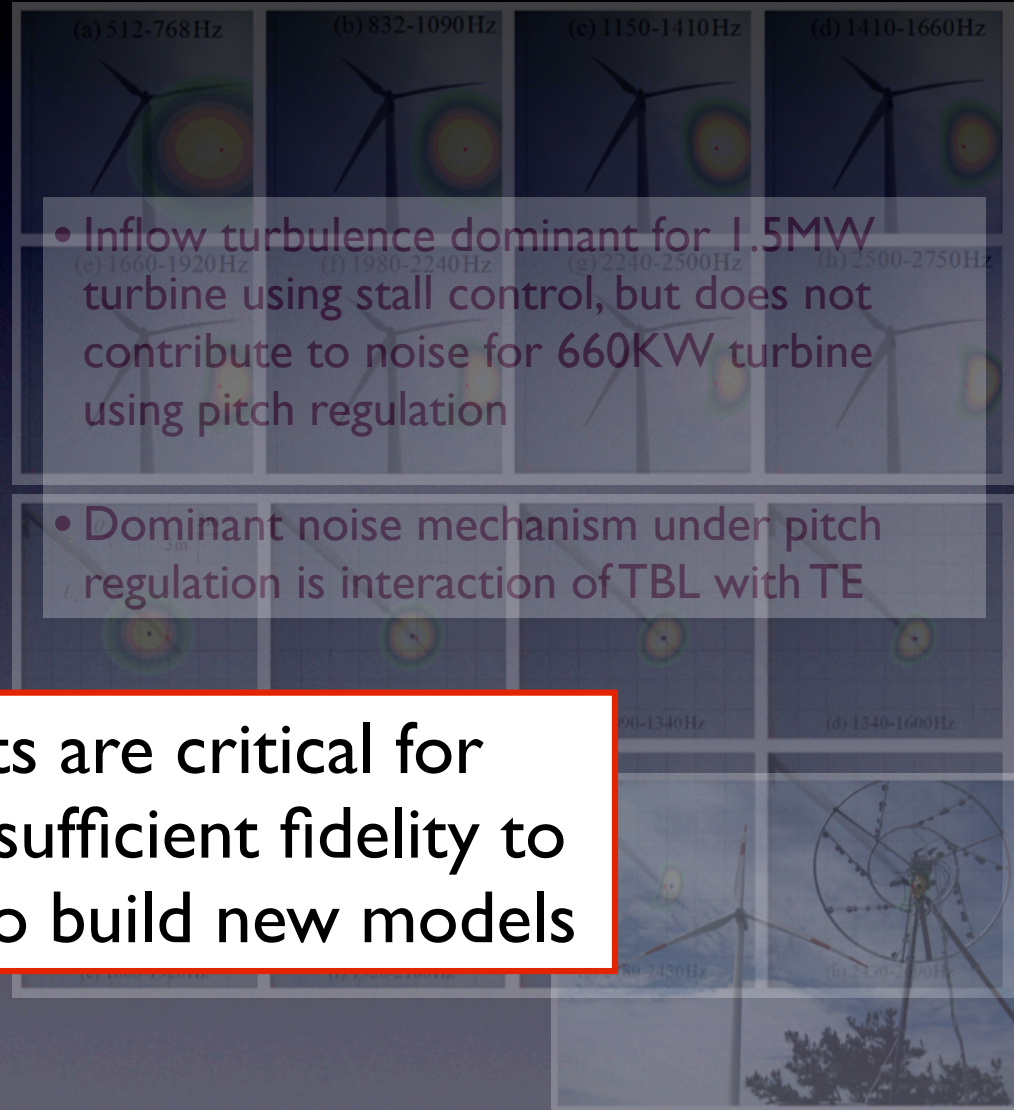 (a) 512-768Hz (b) 832-1090Hz (c) 1150-1410Hz (d) 1410-1660Hz
• Inflow turbulence dominant for 1.5MW
(e) 1660-1920Hz (f) 1980-2240Hz (g) 2240-2500Hz (h) 2500-2750Hz
turbine using stall control, but does not
contribute to noise for 660KW turbine
using pitch regulation
• Dominant noise mechanism under pitch
3m
regulation is interaction of TBL with TE
ts are critical for
90-1340Hz (d) 1340-1600Hz
sufficient fidelity to
o build new models